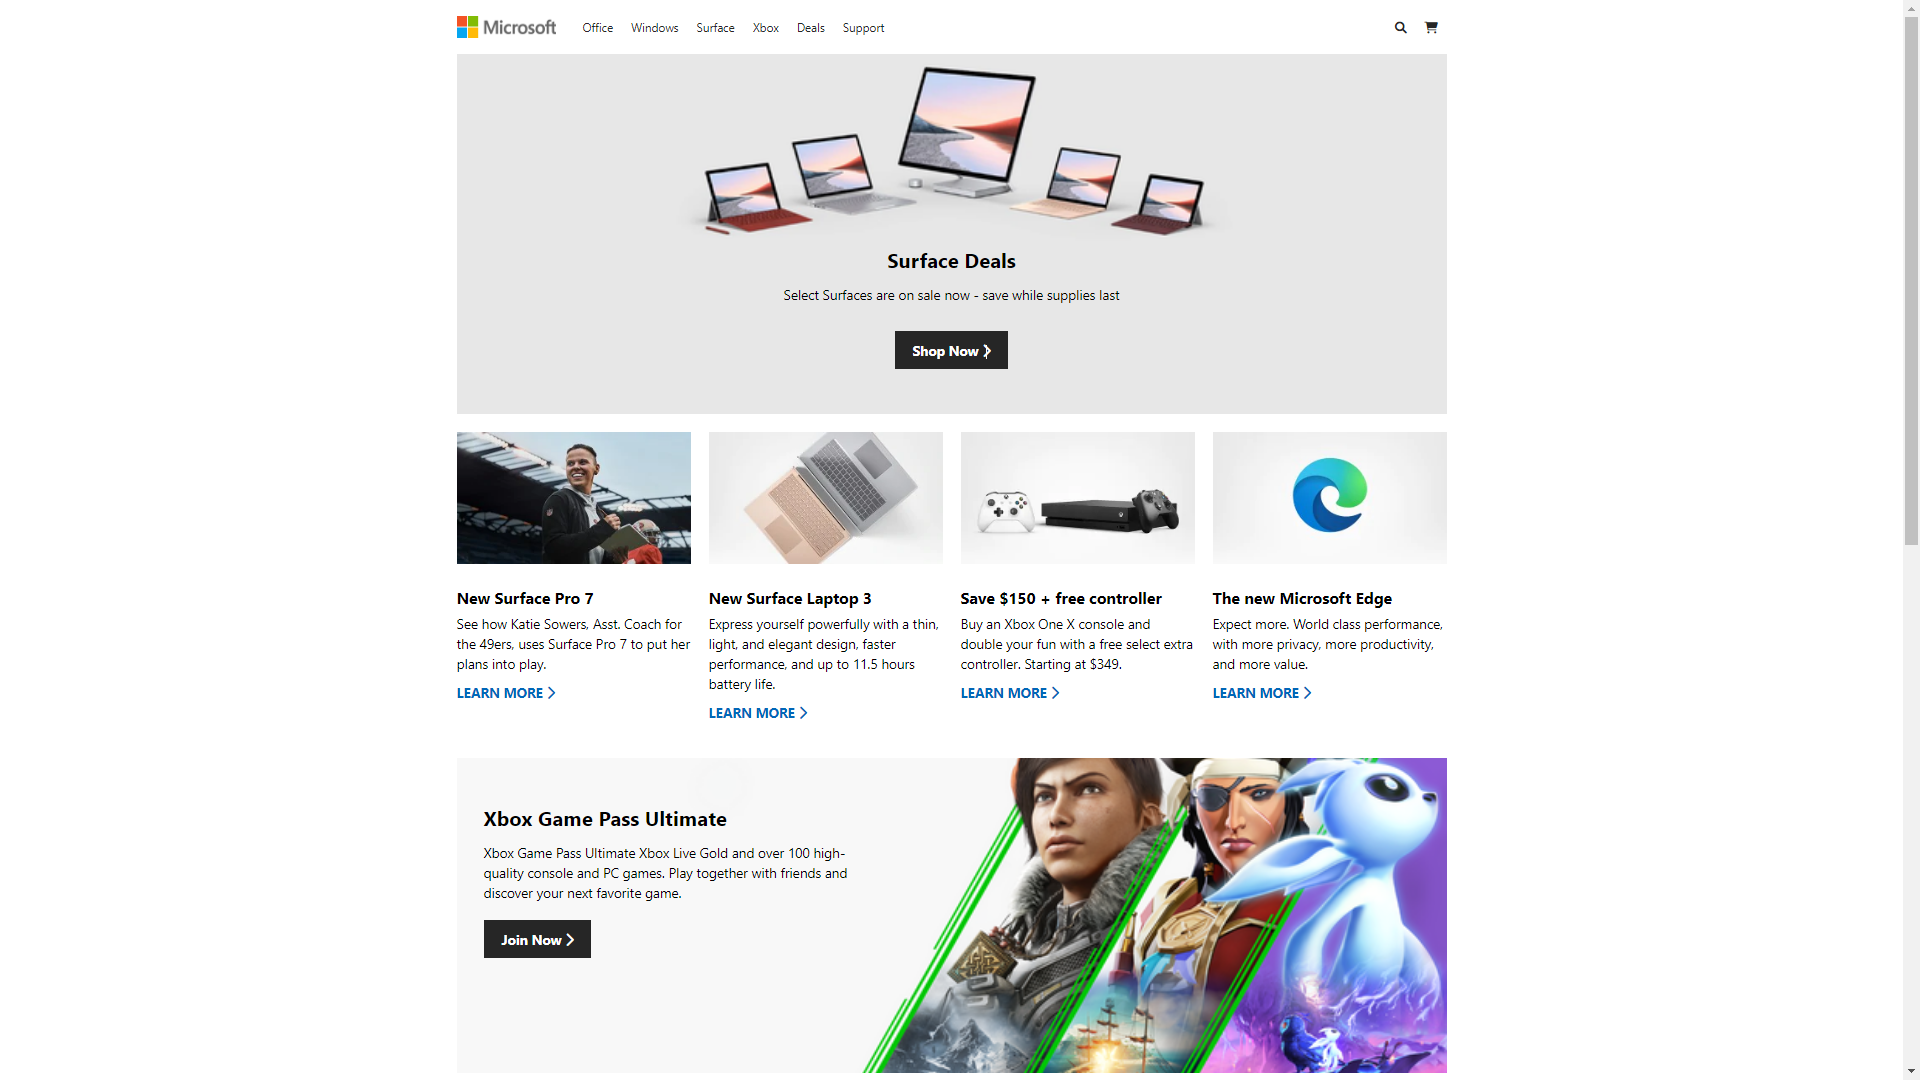 Microsoft
Office Windows Surface Xbox Deals Support
Surface Deals
Select Surfaces are on sale now - save while supplies last
Shop Now
New Surface Pro 7
See how Katie Sowers, Asst. Coach for
the 49ers, uses Surface Pro 7 to put her
plans into play.
LEARN MORE
New Surface Laptop 3
Express yourself powerfully with a thin,
light, and elegant design, faster
performance, and up to 11.5 hours
battery life.
LEARN MORE
Save $150 + free controller
Buy an Xbox One X console and
double your fun with a free select extra
controller. Starting at $349.
LEARN MORE
The new Microsoft Edge
Expect more. World class performance,
with more privacy, more productivity,
and more value.
LEARN MORE
Xbox Game Pass Ultimate
Xbox Game Pass Ultimate Xbox Live Gold and over 100 high-
quality console and PC games. Play together with friends and
discover your next favorite game.
Join Now